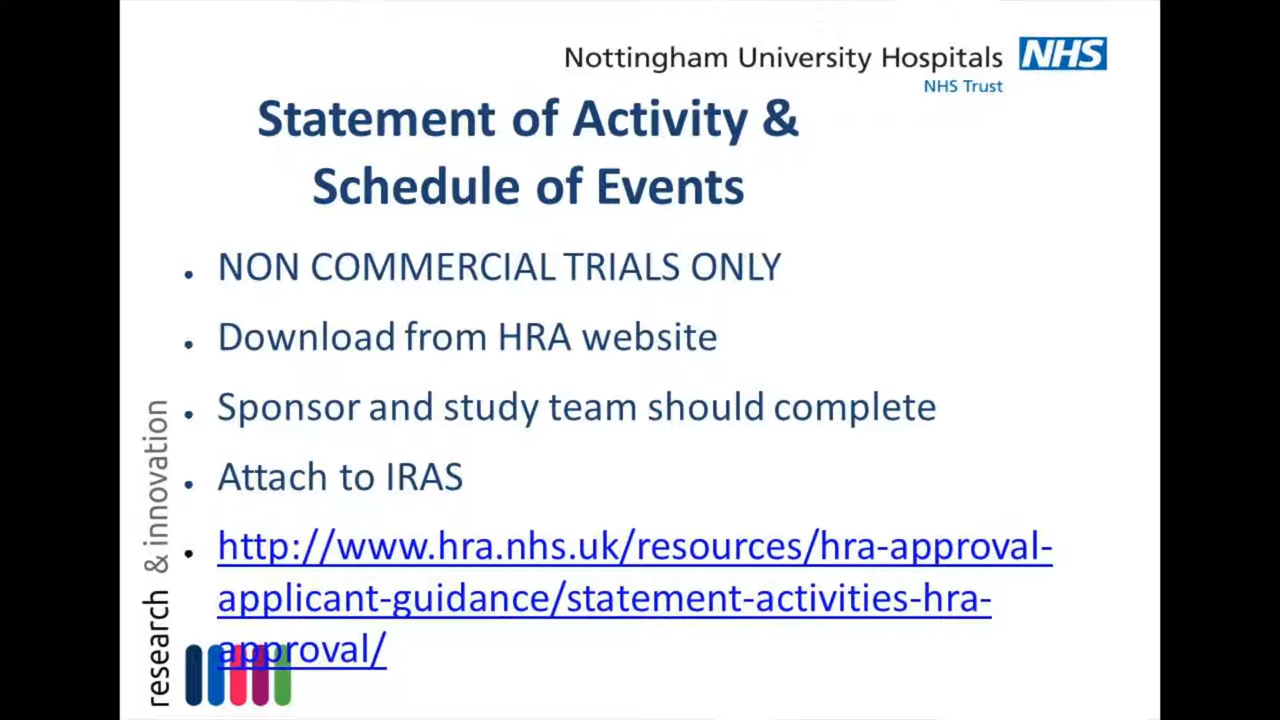 Nottingham University Hospitals NHS
NHS Trust
Statement of Activity &
Schedule of Events
• NON COMMERCIAL TRIALS ONLY
• Download from HRA website
• Sponsor and study team should complete
• Attach to IRAS
• http://www.hra.nhs.uk/resources/hra-approval-
applicant-guidance/statement-activities-hra-
approval/
research & innovation